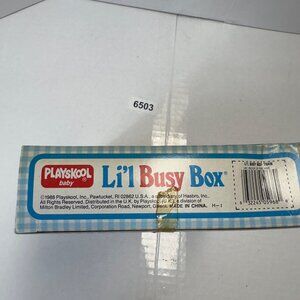 6503
PLAYSKOOL
baby
Li'l Busy Box®
©1988 Playskool, Inc., Pawtucket, RI 02862 U.S.A., a subsidiary of Hasbro, Inc.
All Rights Reserved. Distributed in the U.K. by Playskool (U.K.), a division of
Milton Bradley Limited, Corporation Road, Newport, Gwent. MADE IN CHINA.